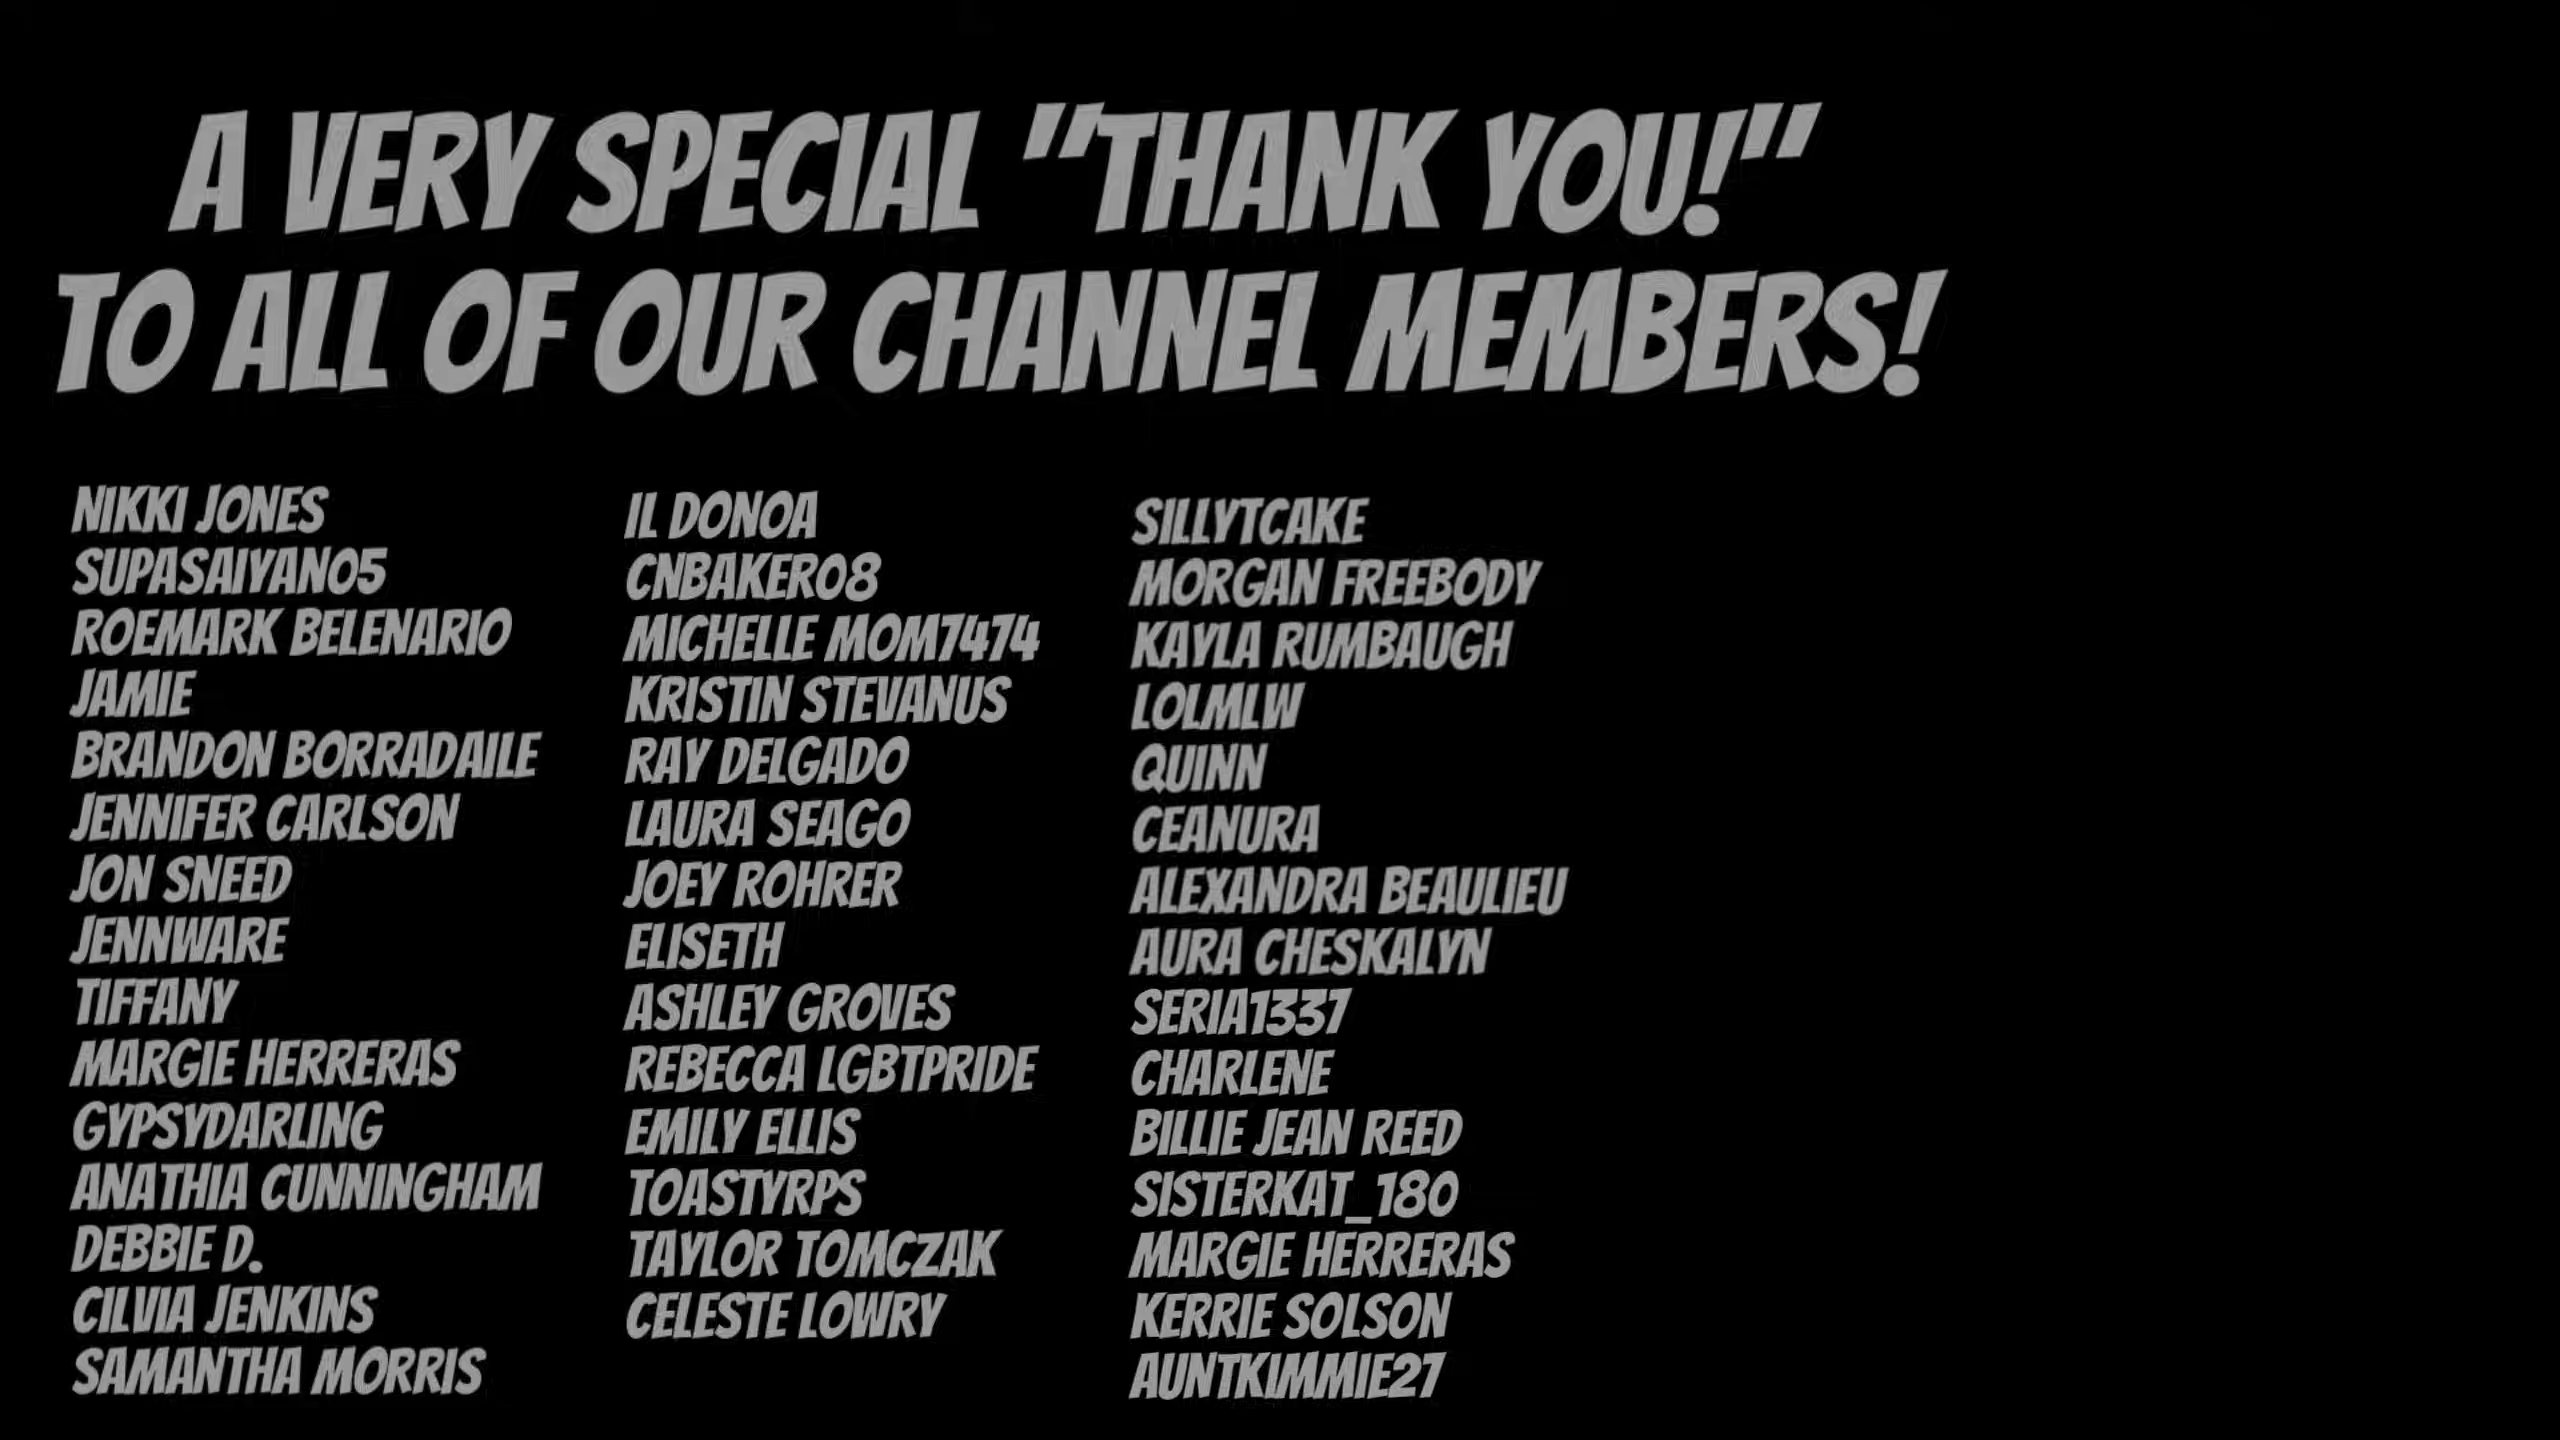 A VERY SPECIAL "THANK YOU!"
TO ALL OF OUR CHANNEL MEMBERS!
NIKKI JONES
SUPASAIYAN05
ROEMARK BELENARIO
JAMIE
BRANDON BORRADAILE
JENNIFER CARLSON
JON SNEED
JENNWARE
TIFFANY
MARGIE HERRERAS
GYPSYDARLING
ANATHIA CUNNINGHAM
DEBBIE D.
CILVIA JENKINS
SAMANTHA MORRIS
IL DONOA
CNBAKER08
MICHELLE MOM7474
KRISTIN STEVANUS
RAY DELGADO
LAURA SEAGO
JOEY ROHRER
ELISETH
ASHLEY GROVES
REBECCA LGBTPRIDE
EMILY ELLIS
TOASTYRPS
TAYLOR TOMCZAK
CELESTE LOWRY
SILLYTCAKE
MORGAN FREEBODY
KAYLA RUMBAUGH
LOLMLW
QUINN
CEANURA
ALEXANDRA BEAULIEU
AURA CHESKALYN
SERIA1337
CHARLENE
BILLIE JEAN REED
SISTERKAT_180
MARGIE HERRERAS
KERRIE SOLSON
AUNTKIMMIE27